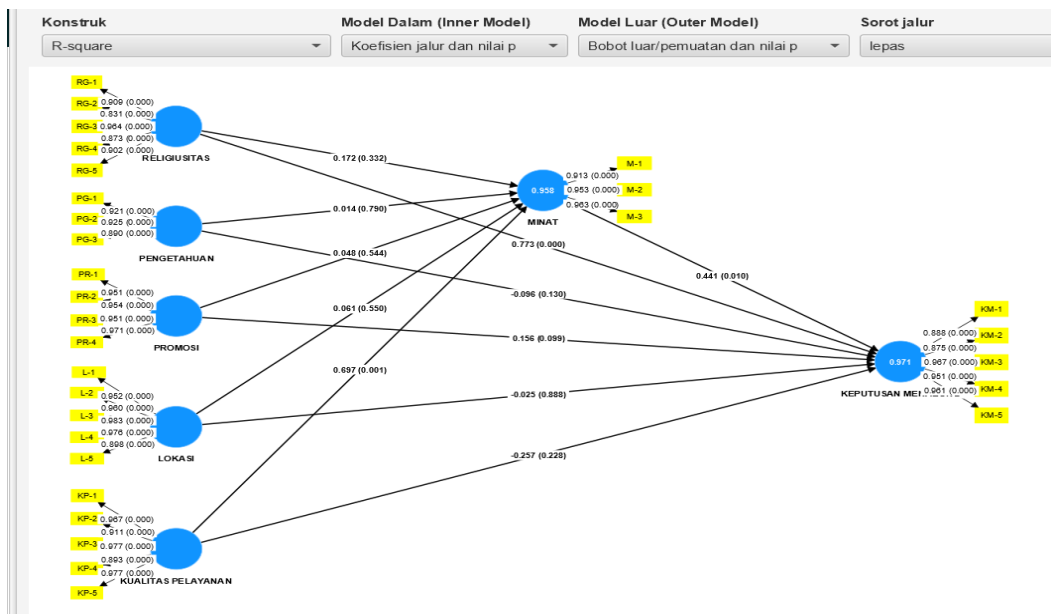 Konstruk
Model Dalam (Inner Model)
Model Luar (Outer Model)
Sorot jalur
R-square
Koefisien jalur dan nilai p
Bobot luar/pemuatan dan nilai p
lepas
RG-1
RG-2
RG-3
RG-4
RG-5
0.909 (0.000)
0.831 (0.000)
0.964 (0.000)
0.873 (0.000)
0.902 (0.000)
RELIGIUSITAS
PG-1
PG-2
PG-3
0.921 (0.000)
0.925 (0.000)
0.890 (0.000)
PENGETAHUAN
PR-1
PR-2
PR-3
PR-4
0.951 (0.000)
0.954 (0.000)
0.951 (0.000)
0.971 (0.000)
PROMOSI
L-1
L-2
L-3
L-4
L-5
0.952 (0.000)
0.960 (0.000)
0.983 (0.000)
0.976 (0.000)
0.898 (0.000)
LOKASI
KP-1
KP-2
KP-3
KP-4
KP-5
0.967 (0.000)
0.911 (0.000)
0.977 (0.000)
0.893 (0.000)
0.977 (0.000)
KUALITAS PELAYANAN
0.172 (0.332)
0.014 (0.790)
0.048 (0.544)
0.061 (0.550)
0.697 (0.001)
0.958
MINAT
M-1
M-2
M-3
0.913 (0.000)
0.953 (0.000)
0.963 (0.000)
0.773 (0.000)
0.441 (0.010)
-0.096 (0.130)
0.156 (0.099)
-0.025 (0.888)
-0.257 (0.228)
0.971
KEPUTUSAN
KM-1
KM-2
KM-3
KM-4
KM-5
0.888 (0.000)
0.875 (0.000)
0.967 (0.000)
0.951 (0.000)
0.961 (0.000)